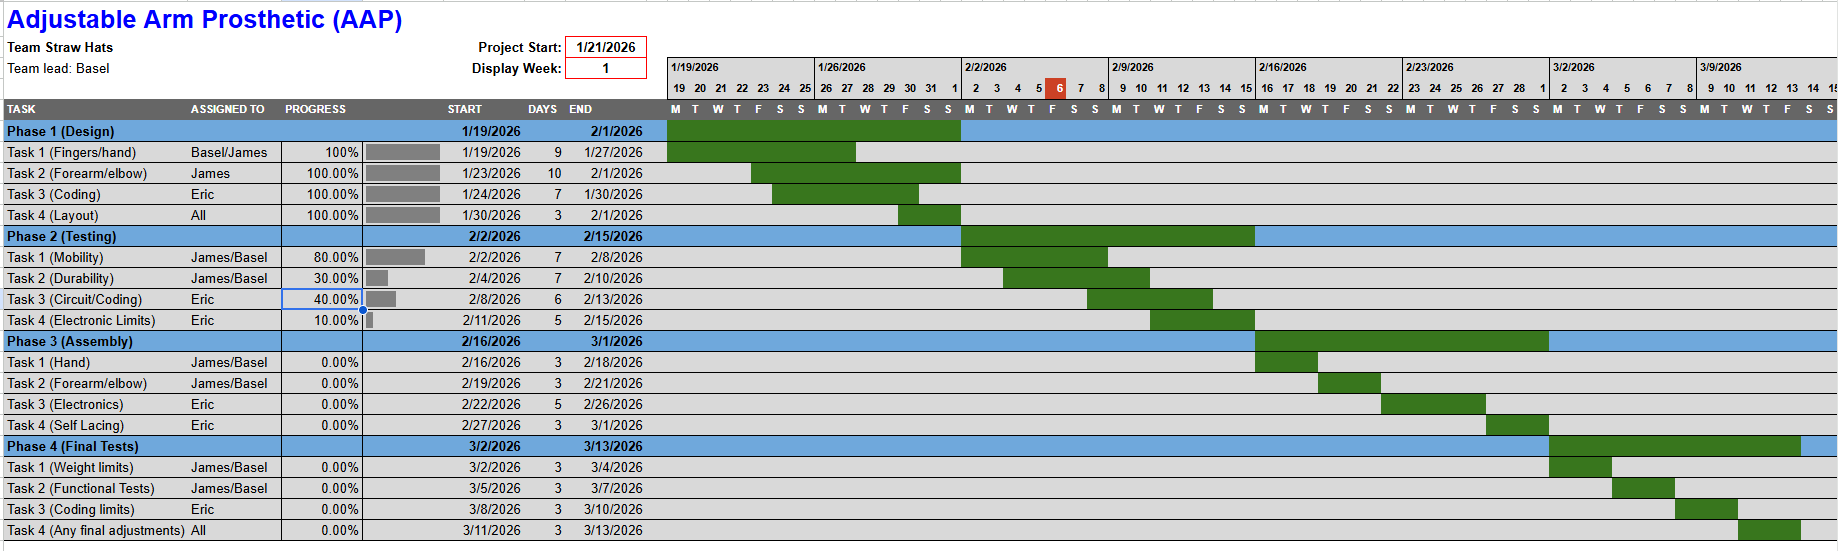 Adjustable Arm Prosthetic (AAP)
Team Straw Hats Project Start: 1/21/2026
Team lead: Basel Display Week: 1 1/19/2026 1/26/2026 2/2/2026 2/9/2026 2/16/2026 2/23/2026 3/2/2026 3/9/2026
19 20 21 22 23 24 25 26 27 28 29 30 31 1 2 3 4 5 6 7 8 9 10 11 12 13 14 15 16 17 18 19 20 21 22 23 24 25 26 27 28 1 2 3 4 5 6 7 8 9 10 11 12 13 14 15
TASK ASSIGNED TO PROGRESS START DAYS END M T W T F S S M T W T F S S M T W T F S S M T W T F S S M T W T F S S M T W T F S S M T W T F S S M T W T F S S
Phase 1 (Design) 1/19/2026 2/1/2026
Task 1 (Fingers/hand) Basel/James 100% 1/19/2026 9 1/27/2026
Task 2 (Forearm/elbow) James 100.00% 1/23/2026 10 2/1/2026
Task 3 (Coding) Eric 100.00% 1/24/2026 7 1/30/2026
Task 4 (Layout) All 100.00% 1/30/2026 3 2/1/2026
Phase 2 (Testing) 2/2/2026 2/15/2026
Task 1 (Mobility) James/Basel 80.00% 2/2/2026 7 2/8/2026
Task 2 (Durability) James/Basel 30.00% 2/4/2026 7 2/10/2026
Task 3 (Circuit/Coding) Eric 40.00% 2/8/2026 6 2/13/2026
Task 4 (Electronic Limits) Eric 10.00% 2/11/2026 5 2/15/2026
Phase 3 (Assembly) 2/16/2026 3/1/2026
Task 1 (Hand) James/Basel 0.00% 2/16/2026 3 2/18/2026
Task 2 (Forearm/elbow) James/Basel 0.00% 2/19/2026 3 2/21/2026
Task 3 (Electronics) Eric 0.00% 2/22/2026 5 2/26/2026
Task 4 (Self Lacing) Eric 0.00% 2/27/2026 3 3/1/2026
Phase 4 (Final Tests) 3/2/2026 3/13/2026
Task 1 (Weight limits) James/Basel 0.00% 3/2/2026 3 3/4/2026
Task 2 (Functional Tests) James/Basel 0.00% 3/5/2026 3 3/7/2026
Task 3 (Coding limits) Eric 0.00% 3/8/2026 3 3/10/2026
Task 4 (Any final adjustments) All 0.00% 3/11/2026 3 3/13/2026